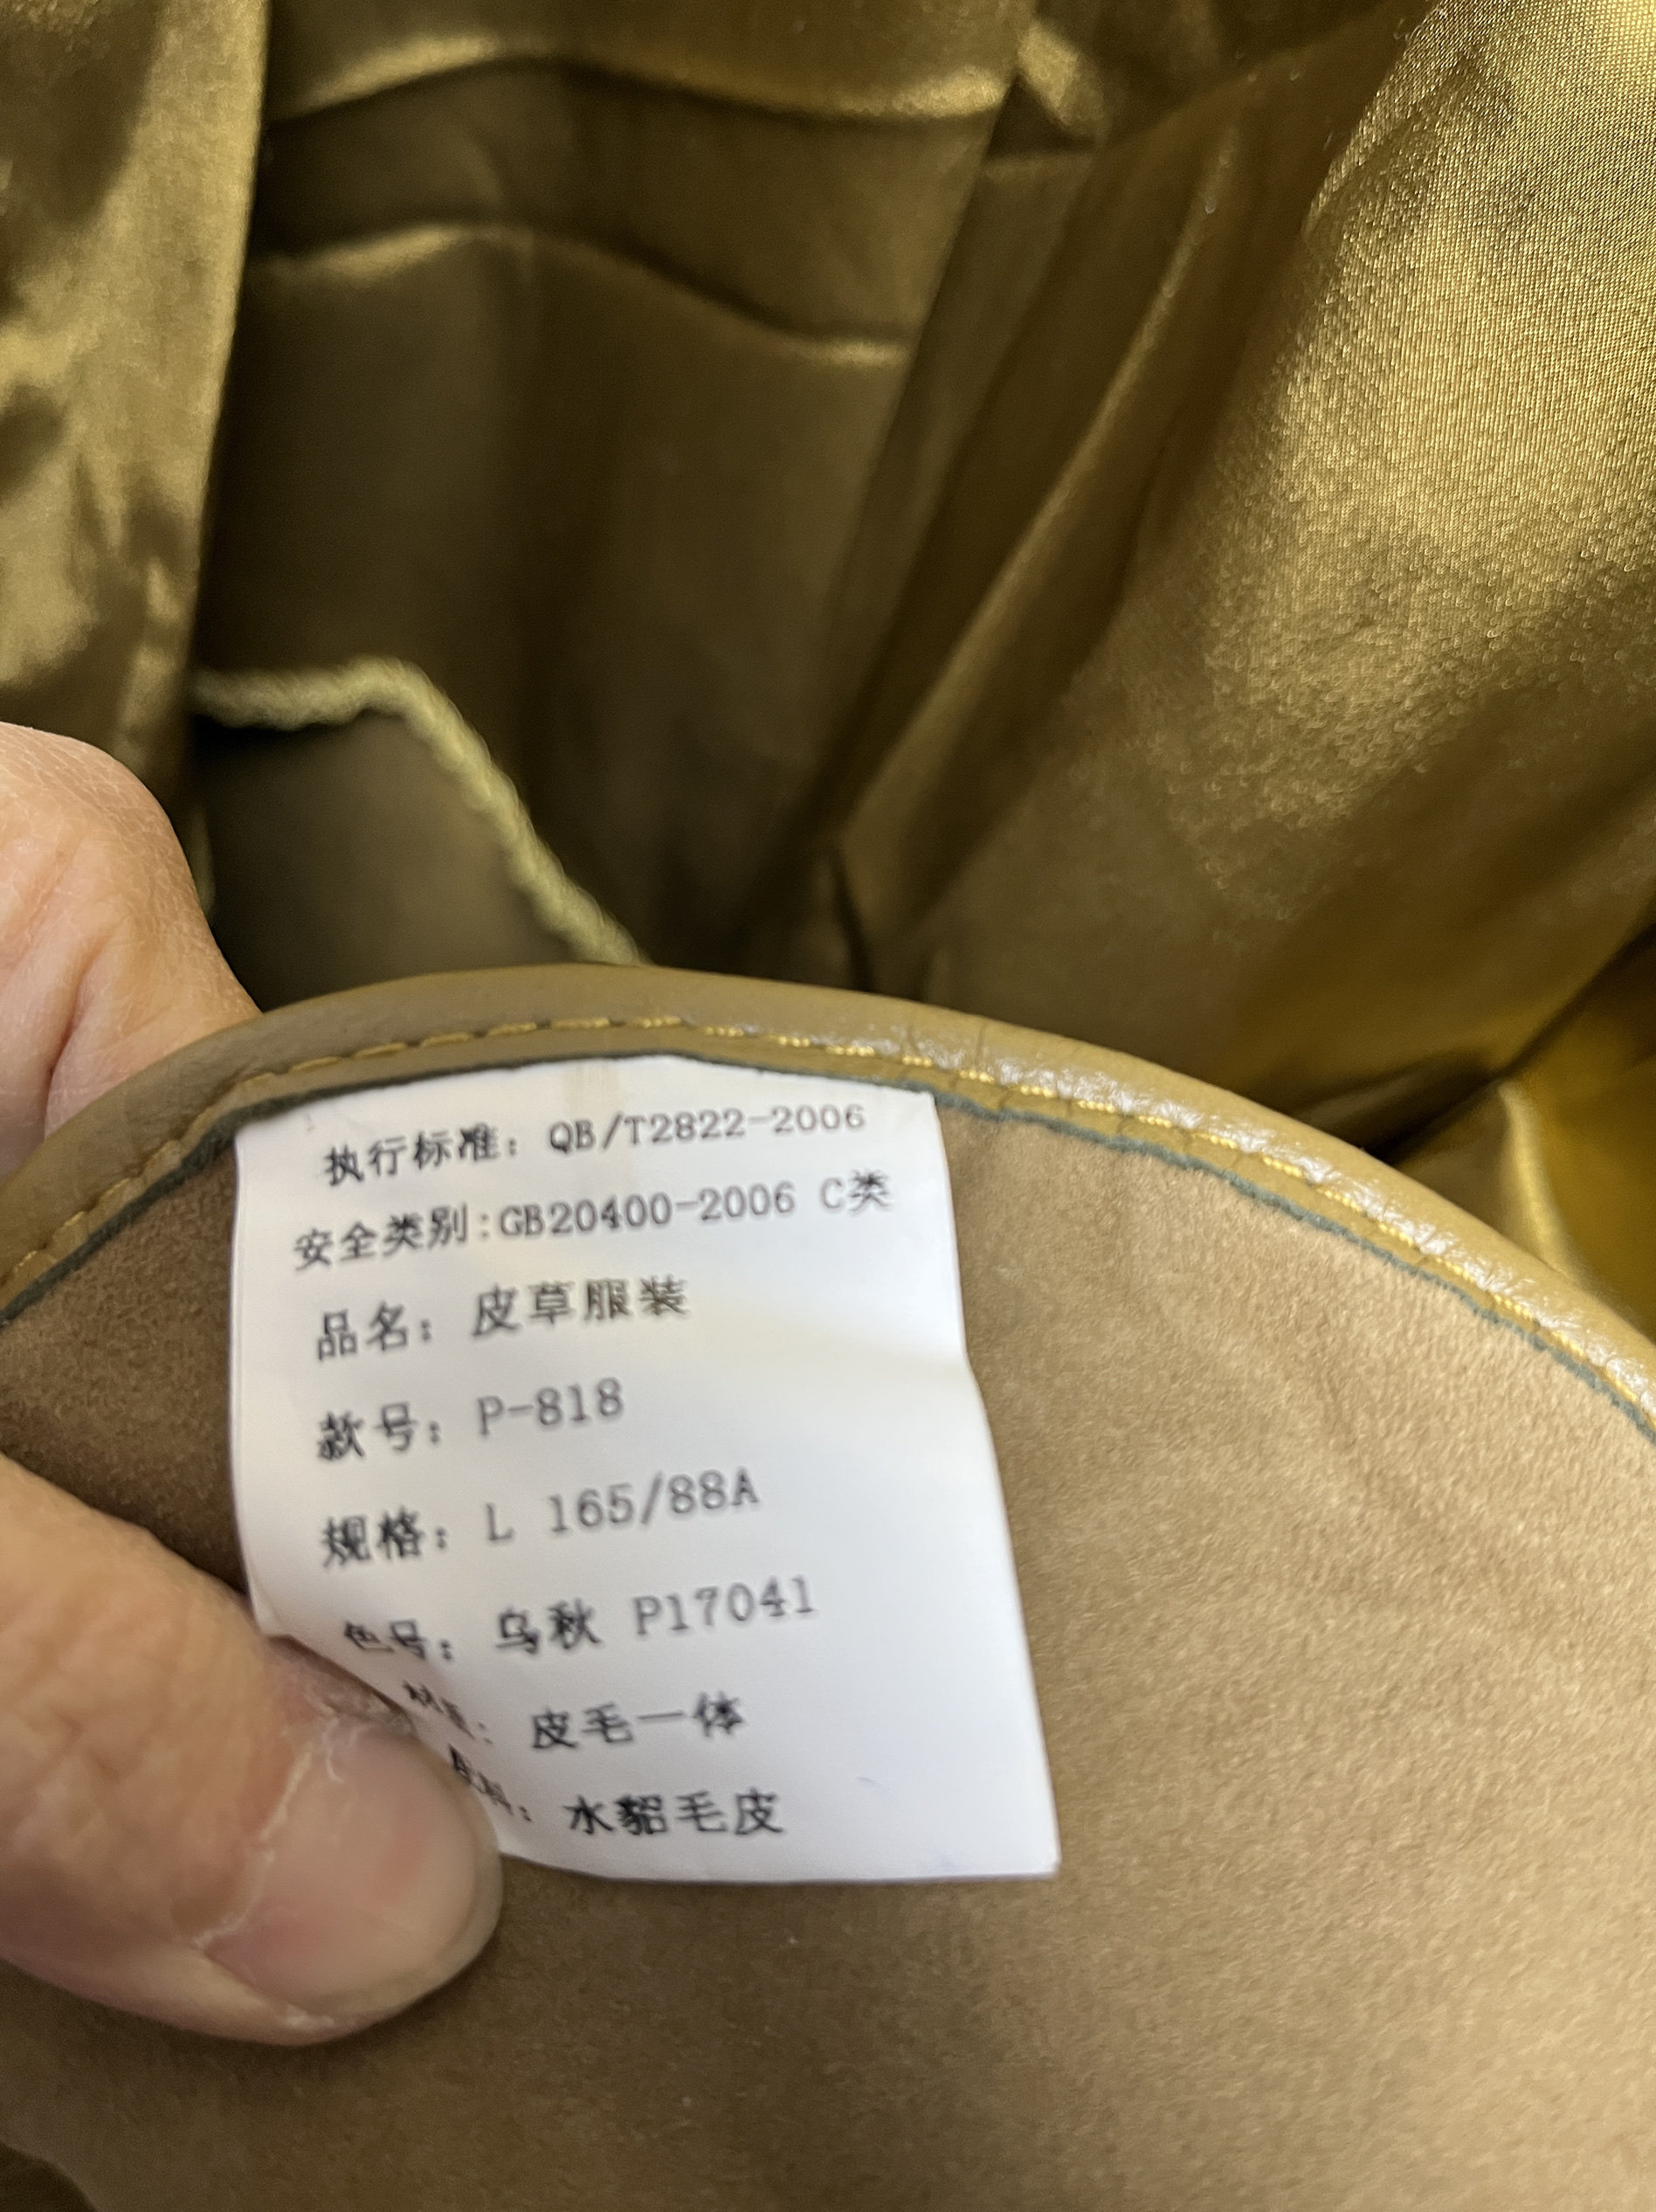 执行标准：QB/T2822-2006
安全类别:GB20400-2006 C类
品名：皮草服装
款号：P-818
规格：L 165/88A
色号：乌秋 P17041
皮毛一体
水貂毛皮